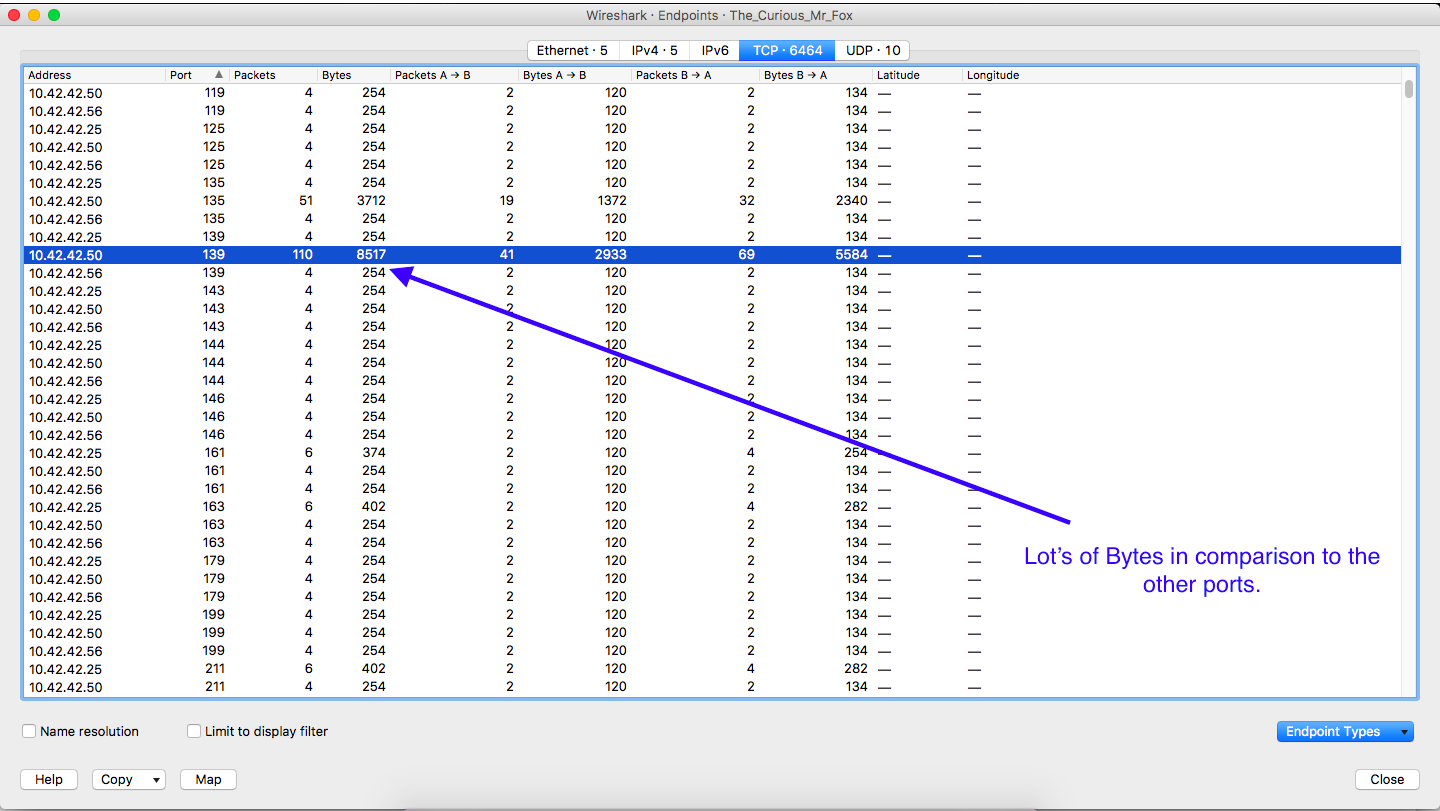 Wireshark · Endpoints · The_Curious_Mr_Fox
Ethernet · 5 IPv4 · 5 IPv6 TCP · 6464 UDP · 10
Address Port Packets Bytes Packets A → B Bytes A → B Packets B → A Bytes B → A Latitude Longitude
10.42.42.50 119 4 254 2 120 2 134 — —
10.42.42.56 119 4 254 2 120 2 134 — —
10.42.42.25 125 4 254 2 120 2 134 — —
10.42.42.50 125 4 254 2 120 2 134 — —
10.42.42.56 125 4 254 2 120 2 134 — —
10.42.42.25 135 4 254 2 120 2 134 — —
10.42.42.50 135 51 3712 19 1372 32 2340 — —
10.42.42.56 135 4 254 2 120 2 134 — —
10.42.42.25 139 4 254 2 120 2 134 — —
10.42.42.50 139 110 8517 41 2933 69 5584 — —
10.42.42.56 139 4 254 2 120 2 134 — —
10.42.42.25 143 4 254 2 120 2 134 — —
10.42.42.50 143 4 254 2 120 2 134 — —
10.42.42.56 143 4 254 2 120 2 134 — —
10.42.42.25 144 4 254 2 120 2 134 — —
10.42.42.50 144 4 254 2 120 2 134 — —
10.42.42.56 144 4 254 2 120 2 134 — —
10.42.42.25 146 4 254 2 120 2 134 — —
10.42.42.50 146 4 254 2 120 2 134 — —
10.42.42.56 146 4 254 2 120 2 134 — —
10.42.42.25 161 6 374 2 120 4 254 — —
10.42.42.50 161 4 254 2 120 2 134 — —
10.42.42.56 161 4 254 2 120 2 134 — —
10.42.42.25 163 6 402 2 120 4 282 — —
10.42.42.50 163 4 254 2 120 2 134 — —
10.42.42.56 163 4 254 2 120 2 134 — —
10.42.42.25 179 4 254 2 120 2 134 — —
10.42.42.50 179 4 254 2 120 2 134 — —
10.42.42.56 179 4 254 2 120 2 134 — —
10.42.42.25 199 4 254 2 120 2 134 — —
10.42.42.50 199 4 254 2 120 2 134 — —
10.42.42.56 199 4 254 2 120 2 134 — —
10.42.42.25 211 6 402 2 120 4 282 — —
10.42.42.50 211 4 254 2 120 2 134 — —
Lot's of Bytes in comparison to the
other ports.
Name resolution Limit to display filter Endpoint Types
Help Copy Map Close